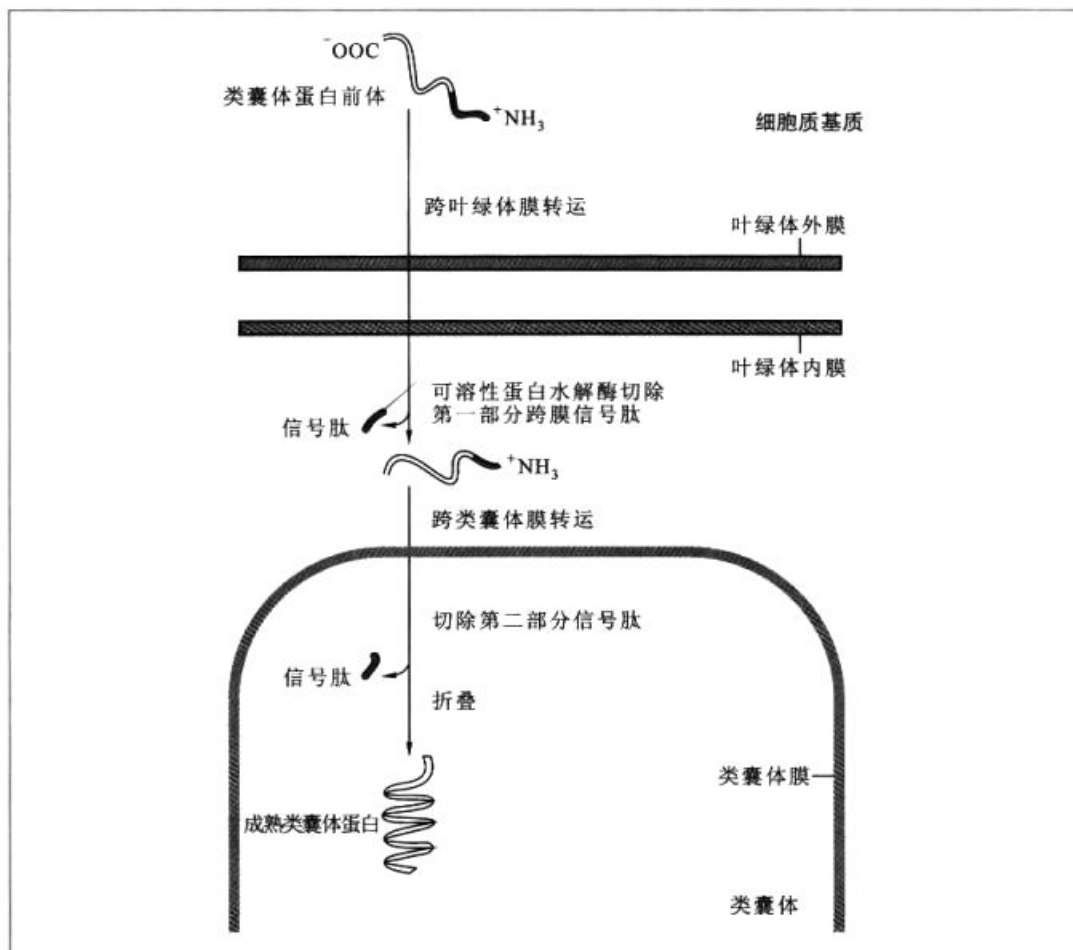 ⁻OOC
类囊体蛋白前体
⁺NH₃
细胞质基质
跨叶绿体膜转运
叶绿体外膜
叶绿体内膜
可溶性蛋白水解酶切除
第一部分跨膜信号肽
信号肽
⁺NH₃
跨类囊体膜转运
切除第二部分信号肽
信号肽
折叠
类囊体膜
成熟类囊体蛋白
类囊体